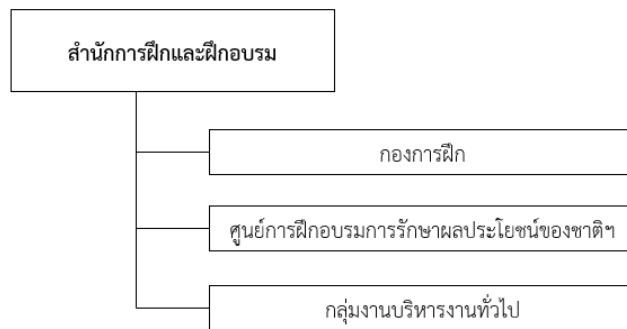 สำนักการฝึกและฝึกอบรม
กองการฝึก
ศูนย์การฝึกอบรมการรักษาผลประโยชน์ของชาติฯ
กลุ่มงานบริหารงานทั่วไป